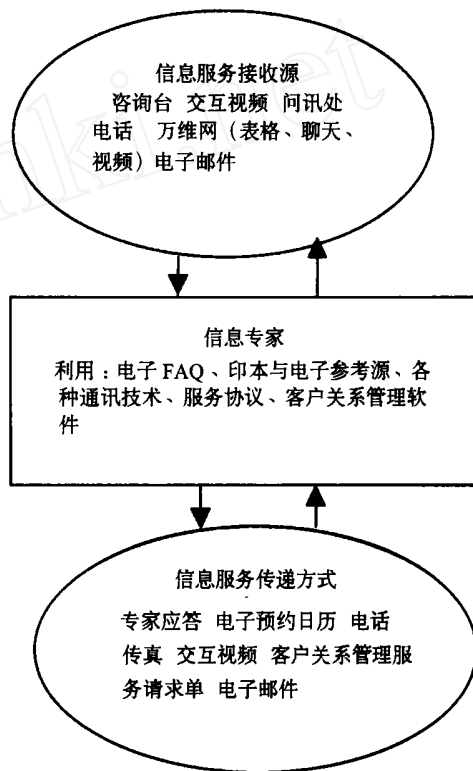 信息服务接收源
咨询台 交互视频 问讯处
电话 万维网（表格、聊天、
视频）电子邮件
信息专家
利用：电子 FAQ、印本与电子参考源、各
种通讯技术、服务协议、客户关系管理软
件
信息服务传递方式
专家应答 电子预约日历 电话
传真 交互视频 客户关系管理服
务请求单 电子邮件